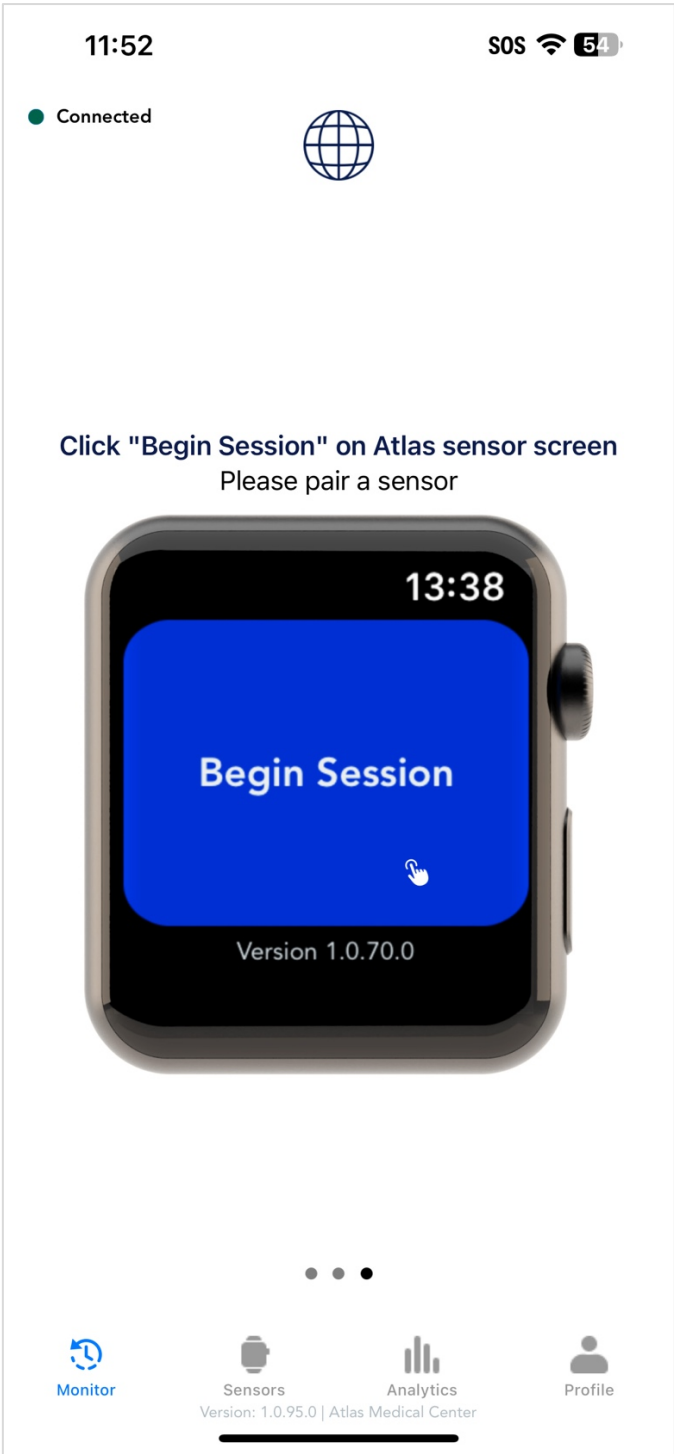 11:52
SOS 54
Connected
Click "Begin Session" on Atlas sensor screen
Please pair a sensor
13:38
Begin Session
Version 1.0.70.0
Monitor Sensors Analytics Profile
Version: 1.0.95.0 | Atlas Medical Center